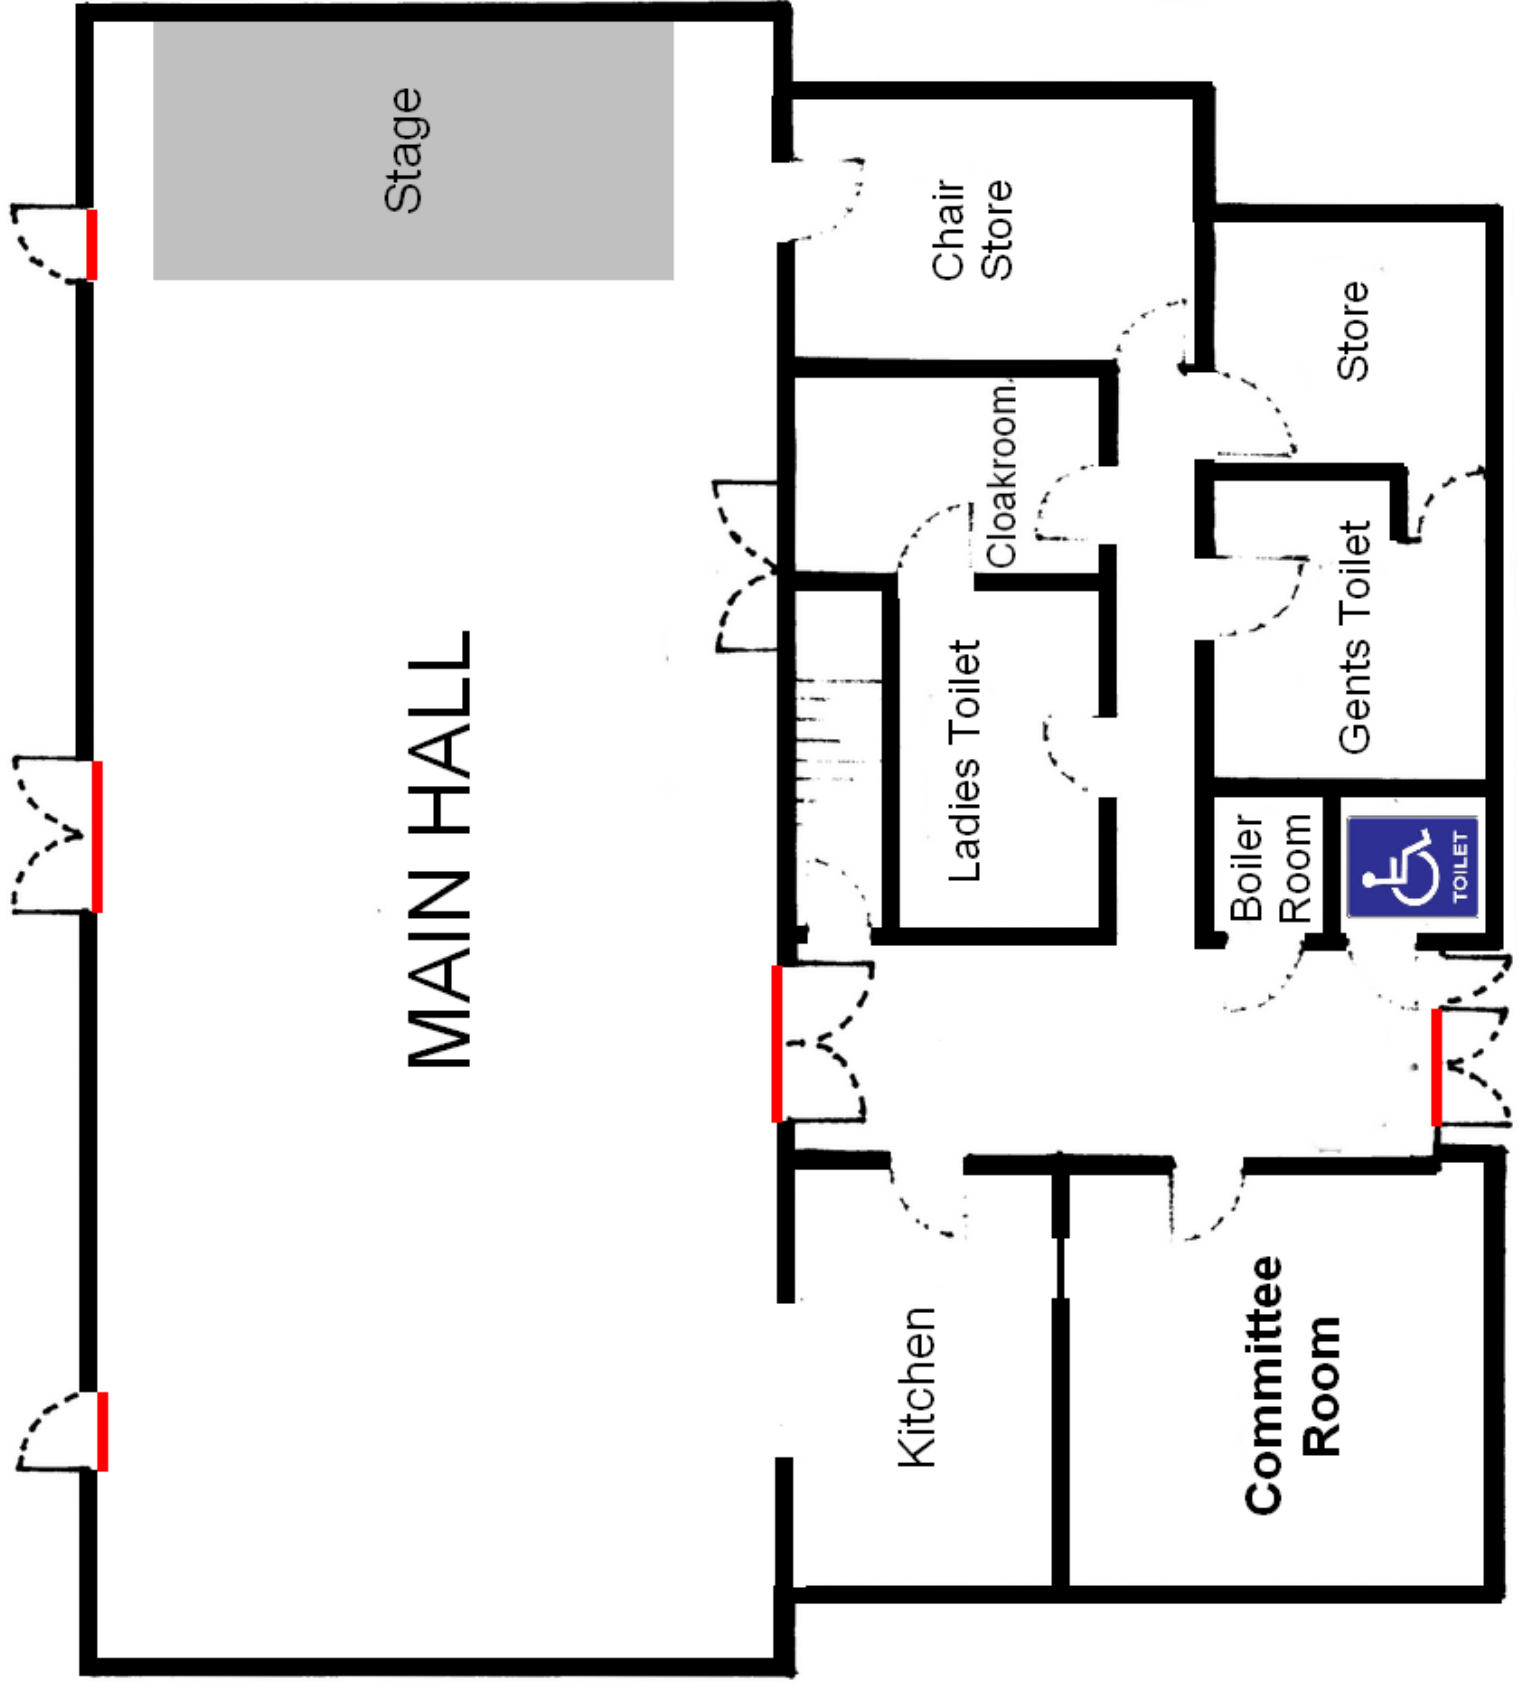 Stage
MAIN HALL
Chair
Store
Store
Cloakroom
Ladies Toilet
Gents Toilet
Boiler
Room
TOILET
Kitchen
Committee
Room